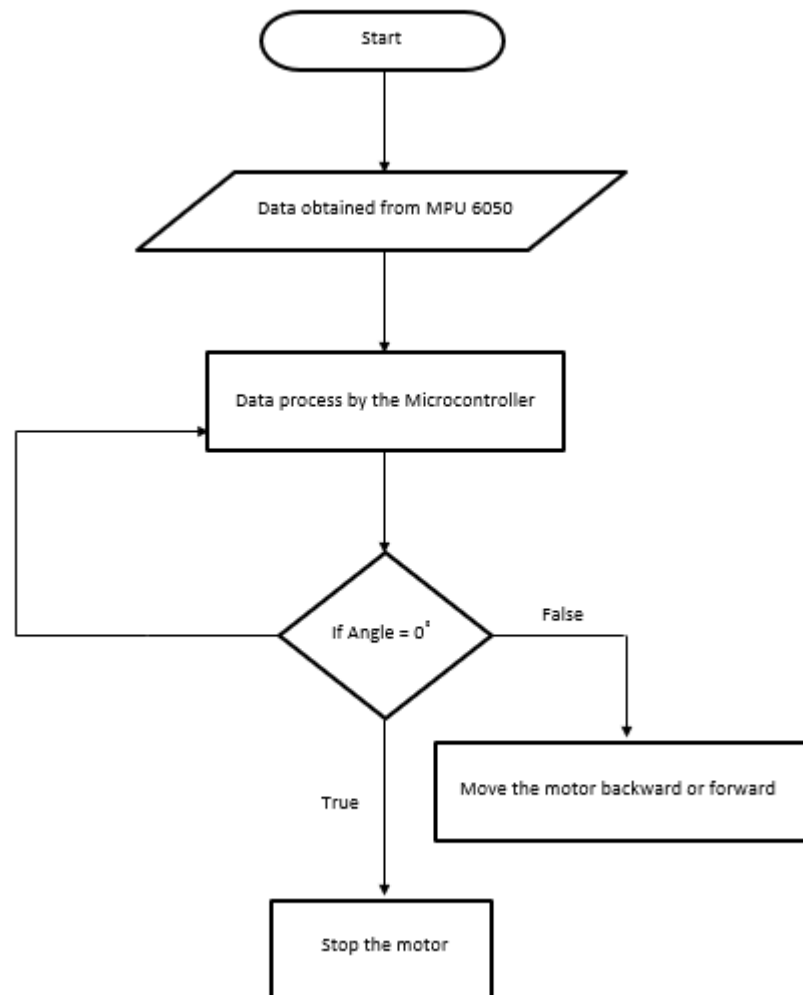 Start
Data obtained from MPU 6050
Data process by the Microcontroller
If Angle = 0°
False
Move the motor backward or forward
True
Stop the motor